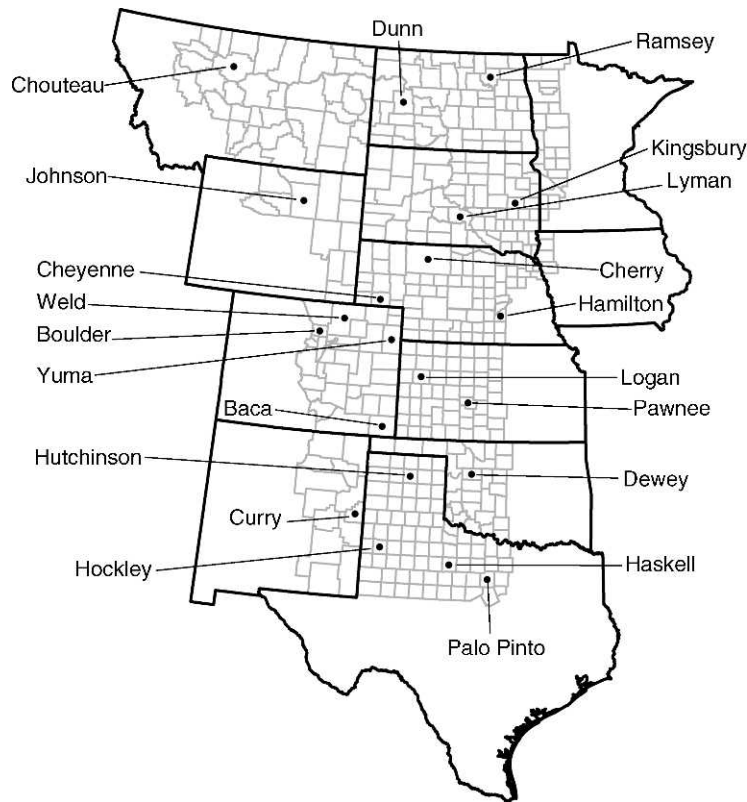 Dunn
Ramsey
Chouteau
Kingsbury
Johnson
Lyman
Cheyenne
Cherry
Weld
Hamilton
Boulder
Yuma
Logan
Baca
Pawnee
Hutchinson
Dewey
Curry
Hockley
Haskell
Palo Pinto